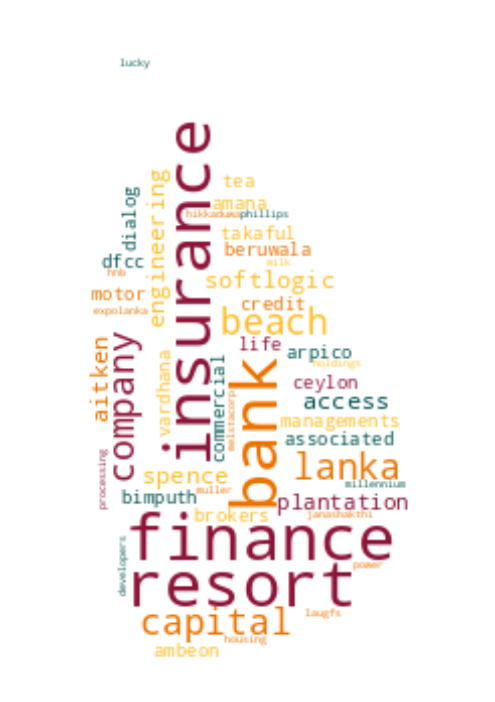 lucky
insurance
tea
engineering
amana
dialog
hikkaduwa
phillips
takaful
beruwala
dfcc
hnb
milk
softlogic
motor
credit
expolanka
beach
company
life
aitken
vardhana
commercial
arpico
holdings
bank
ceylon
melstacorp
access
managements
associated
lanka
processing
spence
millennium
muller
bimputh
plantation
brokers
janashakthi
finance
developers
power
resort
capital
laugfs
housing
ambeon